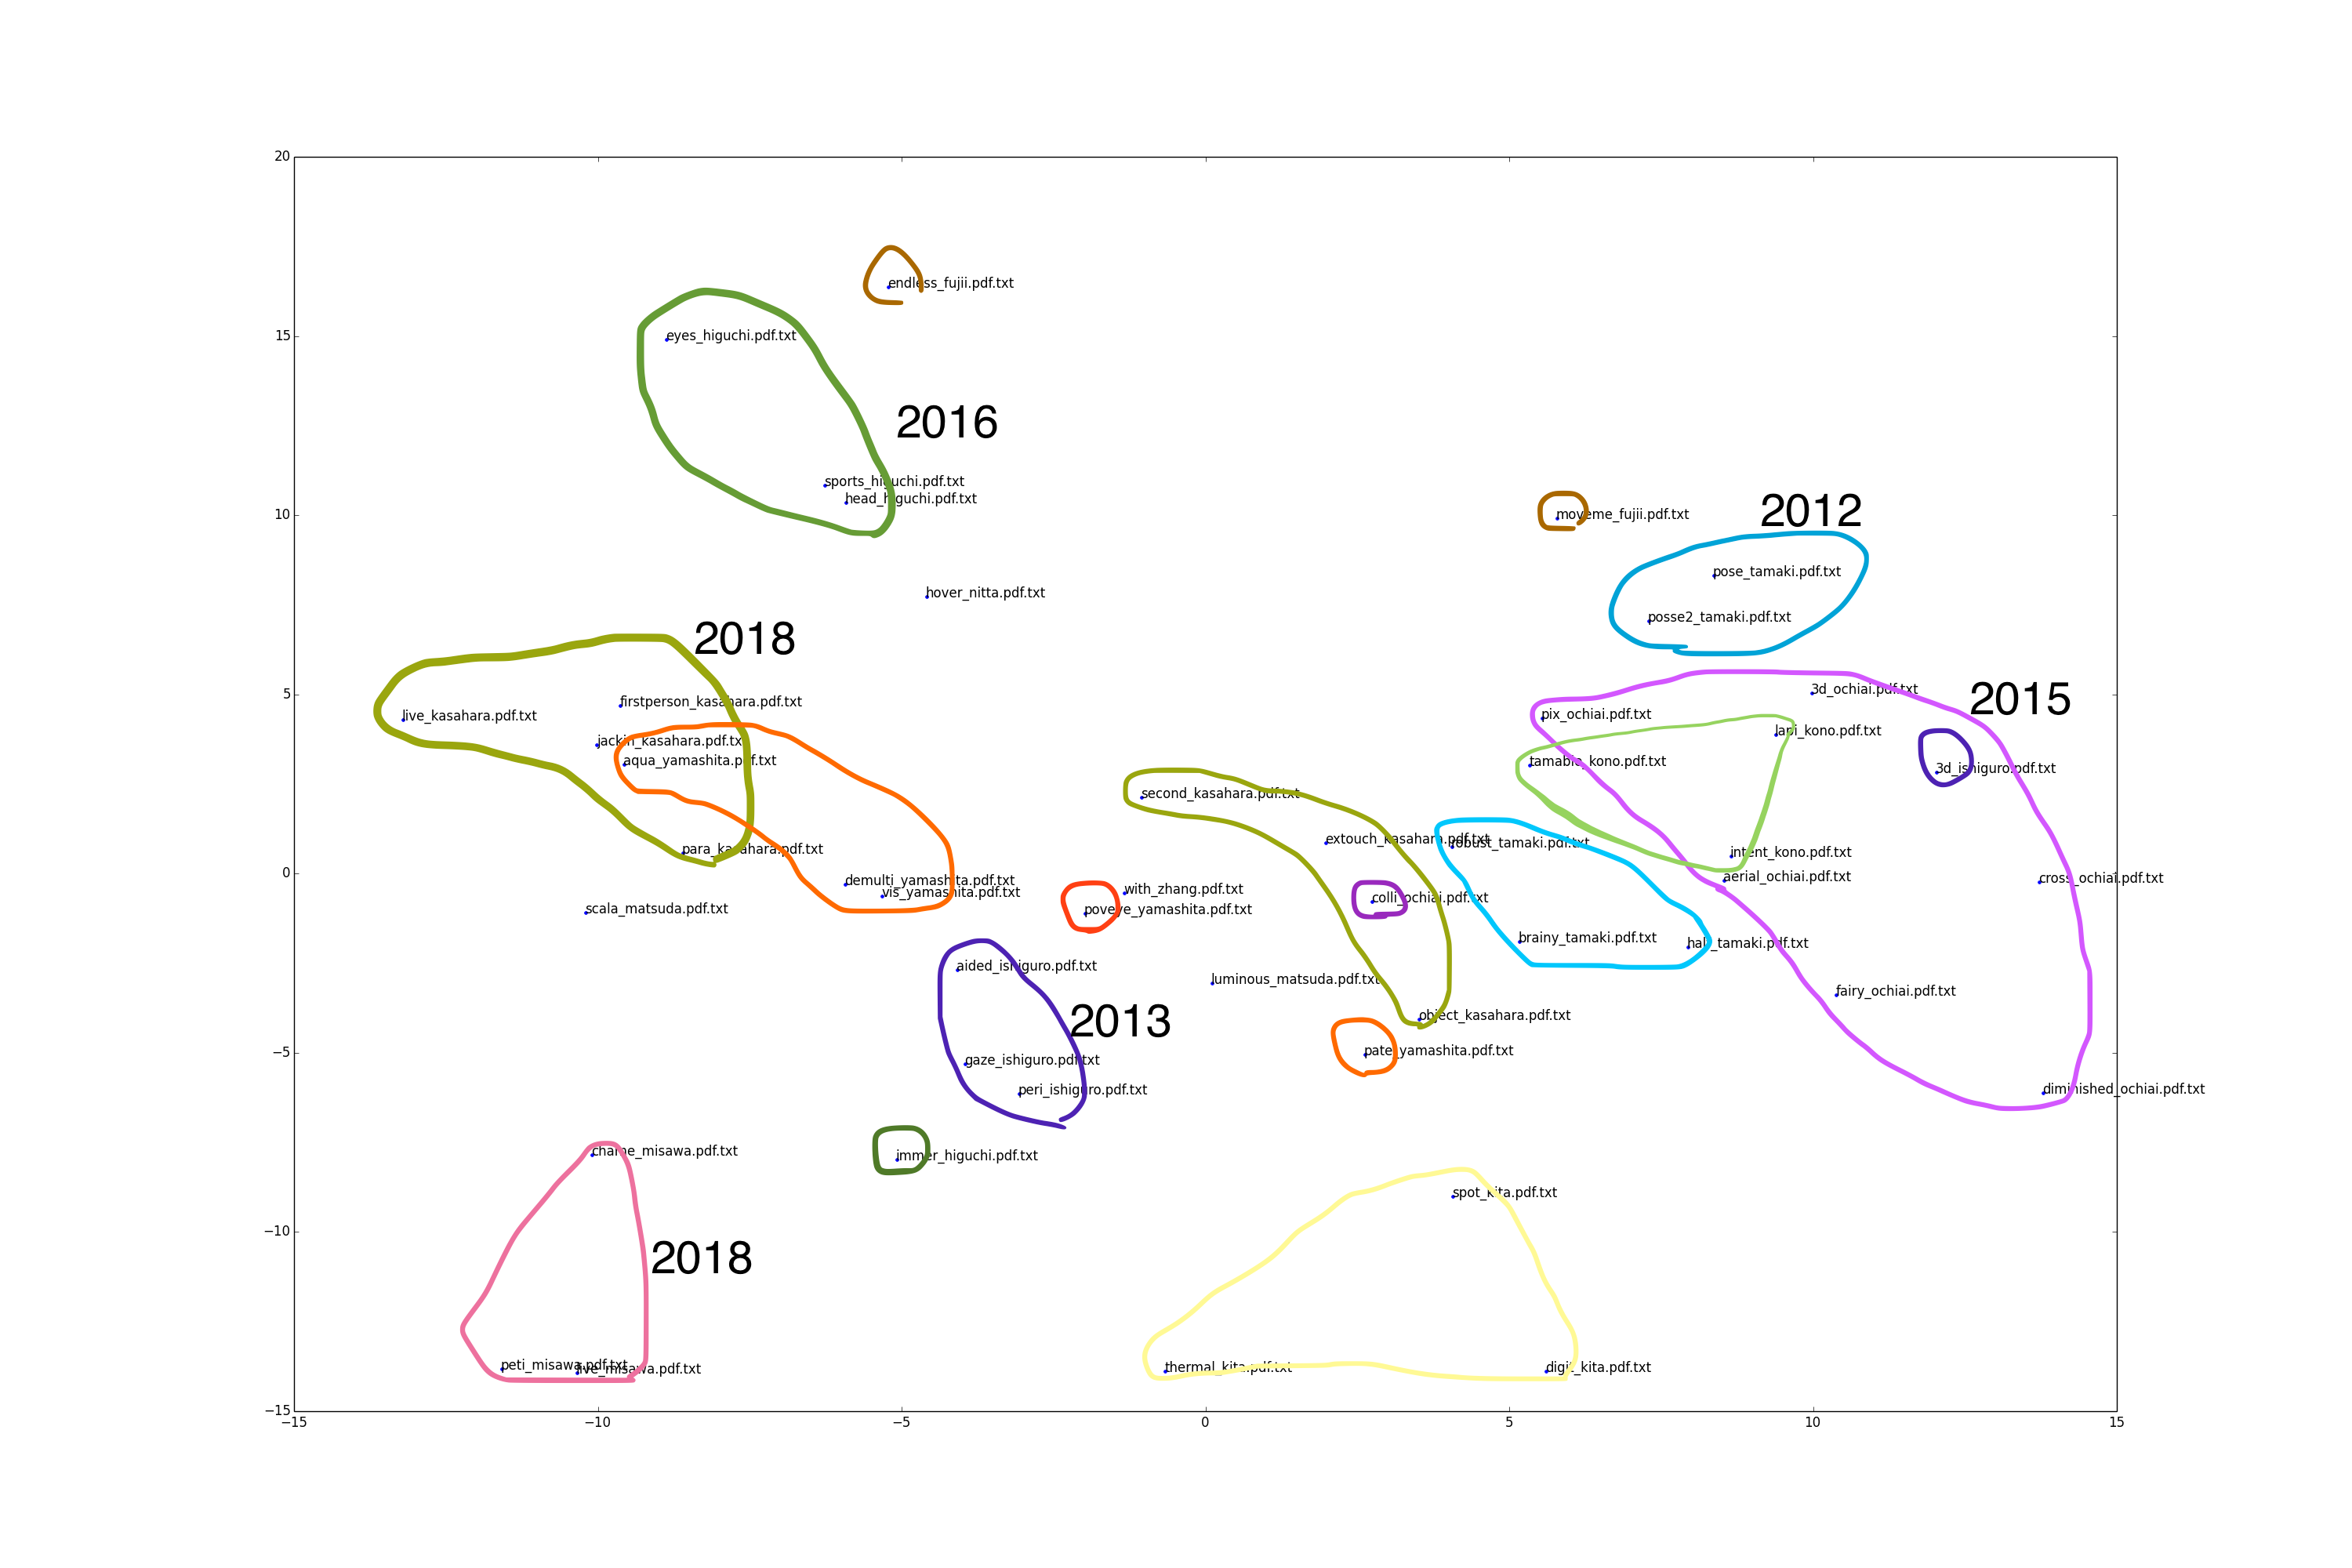 20
endless_fujii.pdf.txt
15
eyes_higuchi.pdf.txt
2016
sports_higuchi.pdf.txt
head_higuchi.pdf.txt
10
moveme_fujii.pdf.txt
2012
pose_tamaki.pdf.txt
hover_nitta.pdf.txt
posse2_tamaki.pdf.txt
2018
5
firstperson_kasahara.pdf.txt
live_kasahara.pdf.txt
3d_ochiai.pdf.txt
2015
pix_ochiai.pdf.txt
lapi_kono.pdf.txt
jackin_kasahara.pdf.txt
aqua_yamashita.pdf.txt
tamable_kono.pdf.txt
3d_ishiguro.pdf.txt
second_kasahara.pdf.txt
extouch_kasahara.pdf.txt
robust_tamaki.pdf.txt
para_kasahara.pdf.txt
intent_kono.pdf.txt
0
demulti_yamashita.pdf.txt
vis_yamashita.pdf.txt
with_zhang.pdf.txt
aerial_ochiai.pdf.txt
cross_ochiai.pdf.txt
colli_ochiai.pdf.txt
scala_matsuda.pdf.txt
poveye_yamashita.pdf.txt
brainy_tamaki.pdf.txt
hall_tamaki.pdf.txt
aided_ishiguro.pdf.txt
luminous_matsuda.pdf.txt
fairy_ochiai.pdf.txt
2013
object_kasahara.pdf.txt
−5
pate_yamashita.pdf.txt
gaze_ishiguro.pdf.txt
peri_ishiguro.pdf.txt
diminished_ochiai.pdf.txt
chame_misawa.pdf.txt
immer_higuchi.pdf.txt
spot_kita.pdf.txt
−10
2018
peti_misawa.pdf.txt
live_misawa.pdf.txt
thermal_kita.pdf.txt
digit_kita.pdf.txt
−15
−15 −10 −5 0 5 10 15